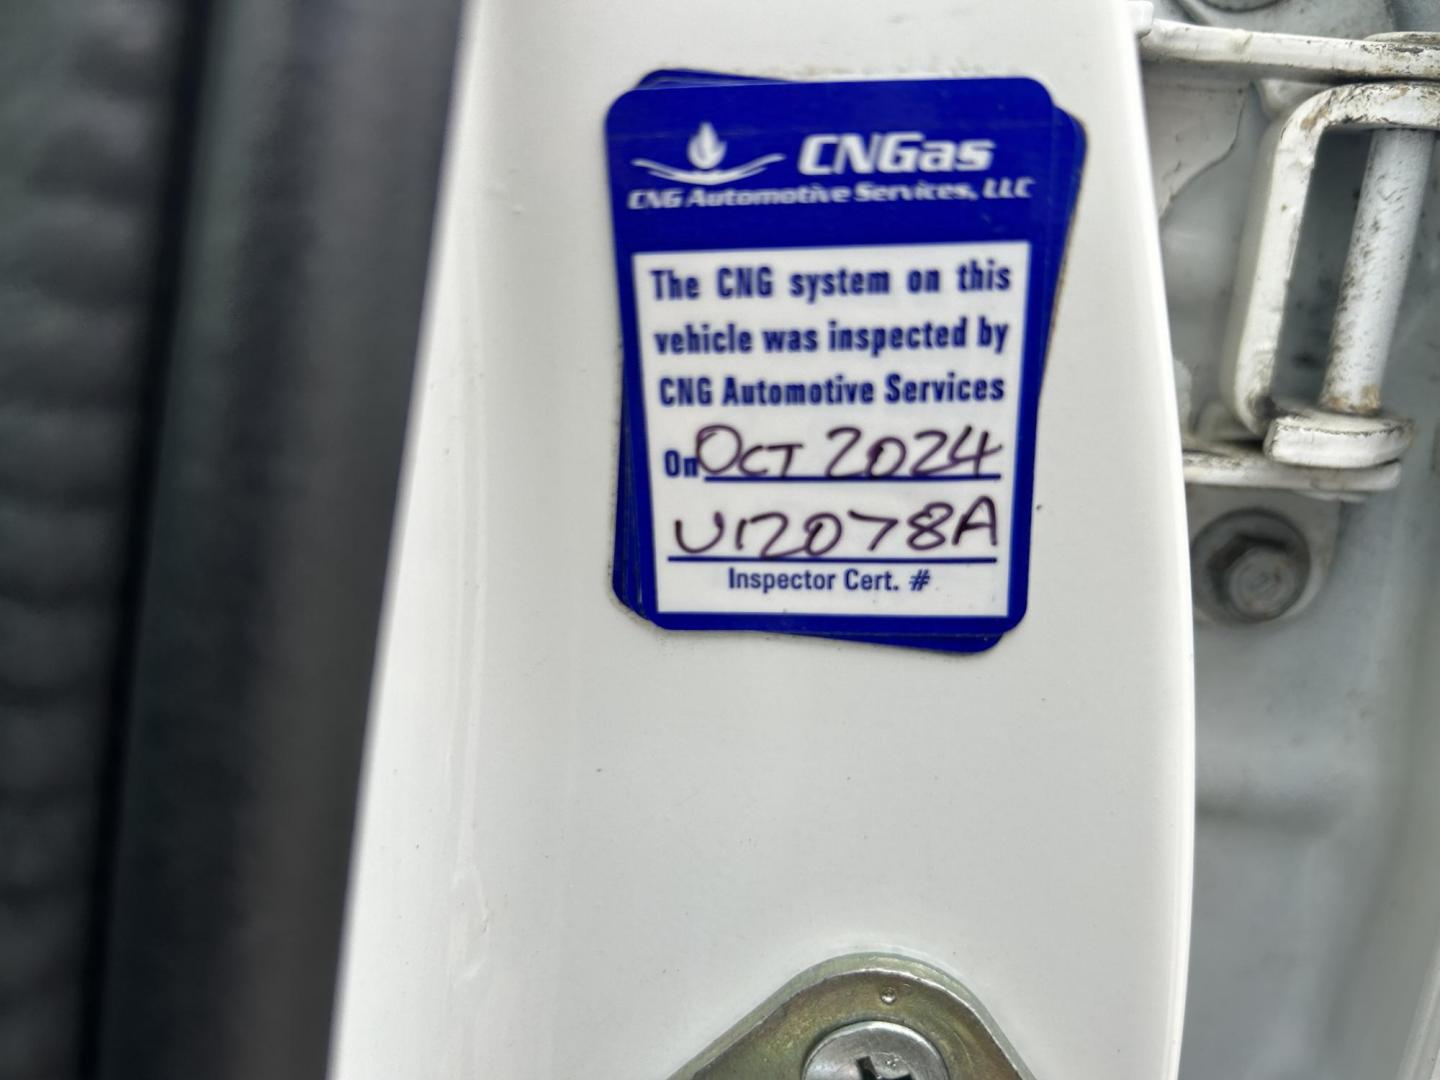 CNGas
CNG Automotive Services, LLC
The CNG system on this
vehicle was inspected by
CNG Automotive Services
On Oct 2024
U12078A
Inspector Cert. #